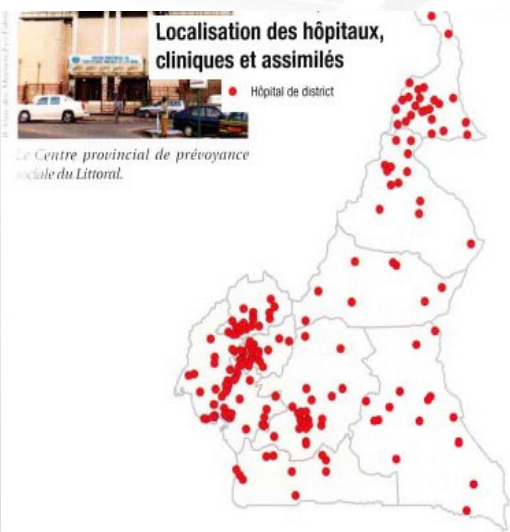 Localisation des hôpitaux,
cliniques et assimilés
Hôpital de district
Le Centre provincial de prévoyance
sociale du Littoral.